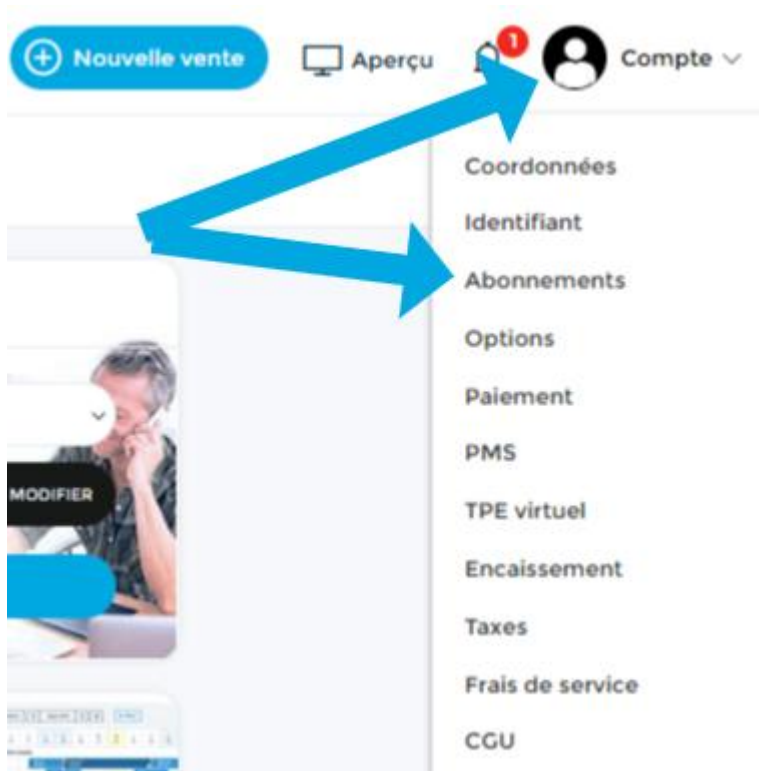 Nouvelle vente
Aperçu
1
Compte
Coordonnées
Identifiant
Abonnements
Options
Paiement
PMS
MODIFIER
TPE virtuel
Encaissement
Taxes
Frais de service
CGU